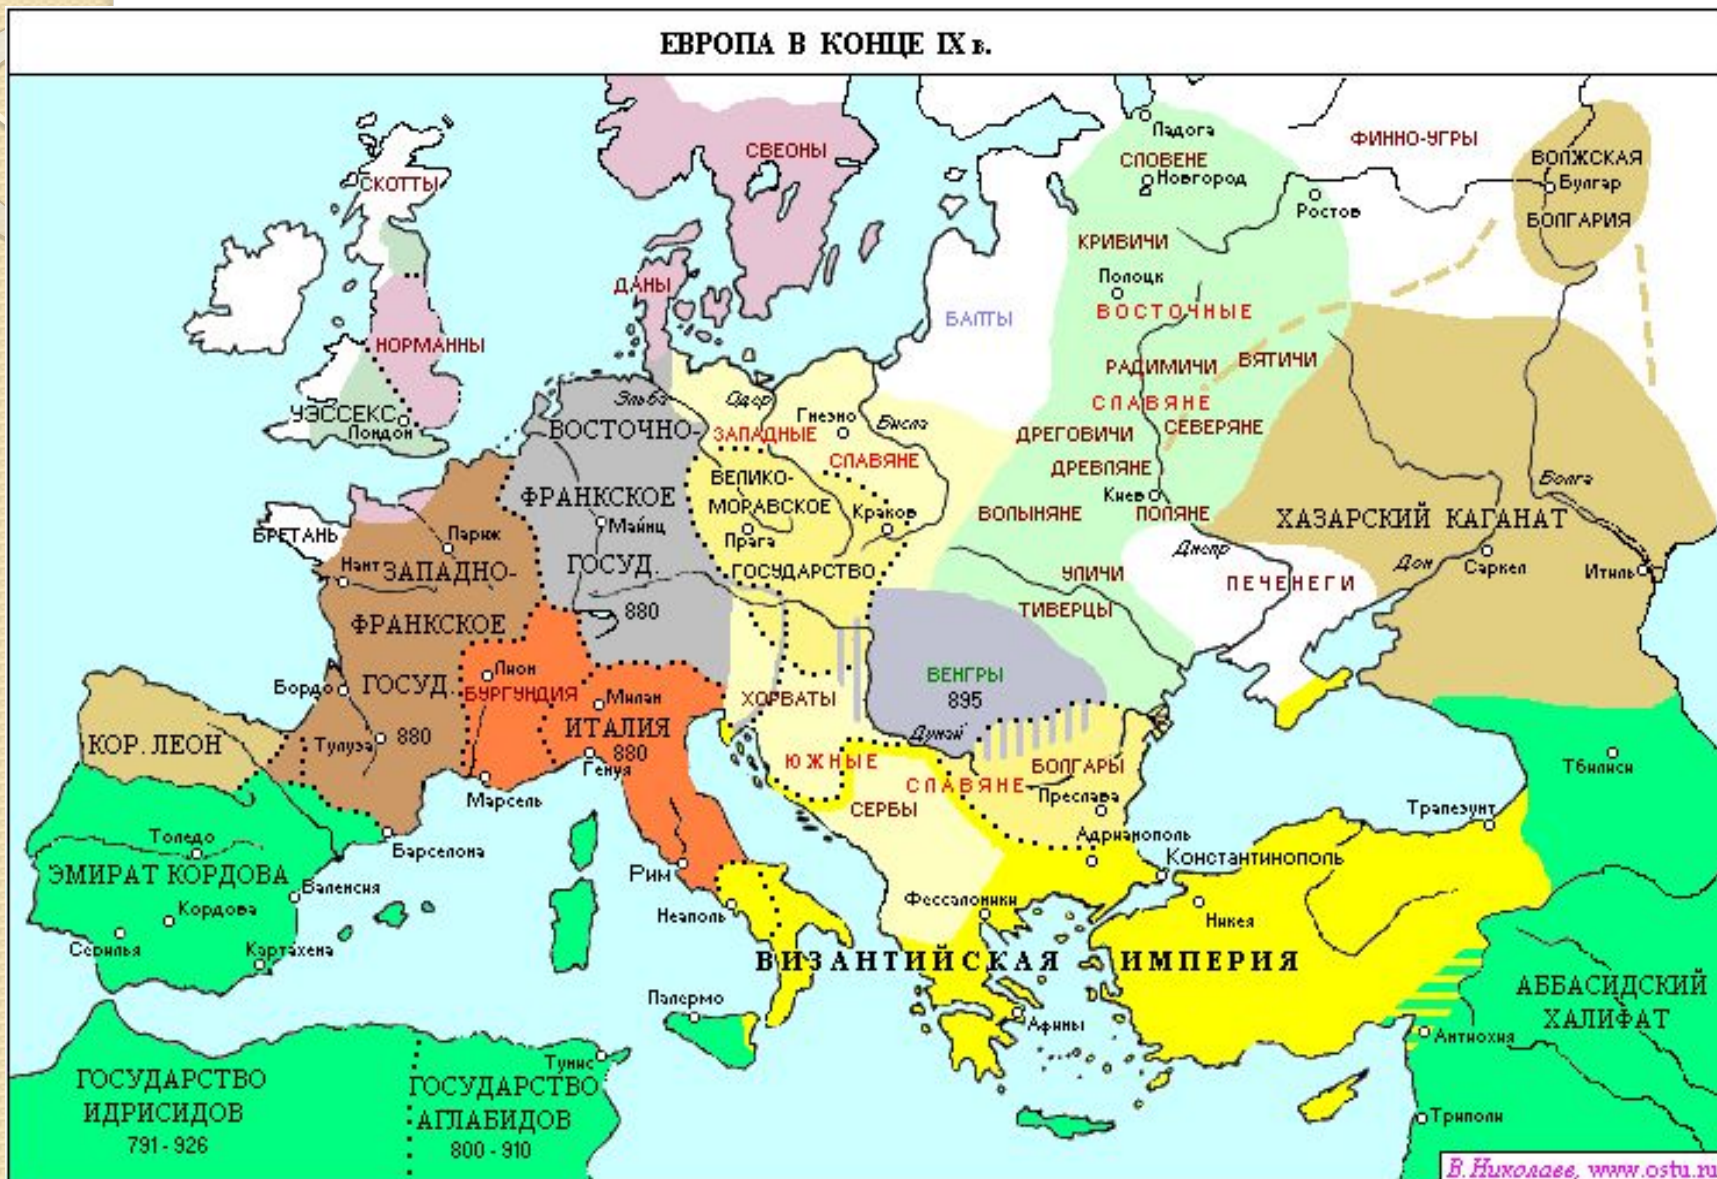 ЕВРОПА В КОНЦЕ IX в.
СКОТТЫ
СВЕОНЫ
Ладога
СЛОВЕНЕ
Новгород
ФИННО-УГРЫ
ВОЛЖСКАЯ
Булгар
БОЛГАРИЯ
Ростов
КРИВИЧИ
Полоцк
ДАНЫ
БАЛТЫ
ВОСТОЧНЫЕ
НОРМАННЫ
РАДИМИЧИ
ВЯТИЧИ
УЭССЕКС
Лондон
Эльба
Одер
Гнезно
Висла
СЛАВЯНЕ
СЕВЕРЯНЕ
ДРЕГОВИЧИ
ВОСТОЧНО-
ФРАНКСКОЕ
Майнц
ГОСУД.
880
ЗАПАДНЫЕ
СЛАВЯНЕ
ВЕЛИКО-
МОРАВСКОЕ
Краков
Прага
ГОСУДАРСТВО
ДРЕВЛЯНЕ
Киев
ВОЛЫНЯНЕ
ПОЛЯНЕ
Волга
ХАЗАРСКИЙ КАГАНАТ
Днепр
Дон
Саркел
Итиль
ПЕЧЕНЕГИ
УЛИЧИ
ТИВЕРЦЫ
БРЕТАНЬ
Париж
Нант
ЗАПАДНО-
ФРАНКСКОЕ
ГОСУД.
880
Бордо
Тулуза
Лион
БУРГУНДИЯ
Милан
ИТАЛИЯ
880
Генуя
Марсель
ХОРВАТЫ
ВЕНГРЫ
895
Дунай
ЮЖНЫЕ
СЛАВЯНЕ
БОЛГАРЫ
Преслава
СЕРБЫ
Адрианополь
Константинополь
Трапезунт
Тбилиси
КОР. ЛЕОН
Толедо
Барселона
ЭМИРАТ КОРДОВА
Валенсия
Кордова
Севилья
Картахена
Рим
Неаполь
Фессалоники
Никея
ВИЗАНТИЙСКАЯ ИМПЕРИЯ
Палермо
Афины
АББАСИДСКИЙ
ХАЛИФАТ
Антиохия
Триполи
Тунис
ГОСУДАРСТВО
ИДРИСИДОВ
791 - 926
ГОСУДАРСТВО
АГЛАБИДОВ
800 - 910
В. Николаев, www.ostu.ru